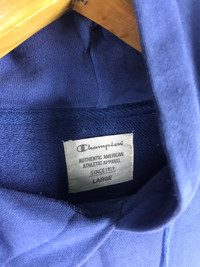 Champion
AUTHENTIC AMERICAN
ATHLETIC APPAREL
SINCE 1919
LARGE